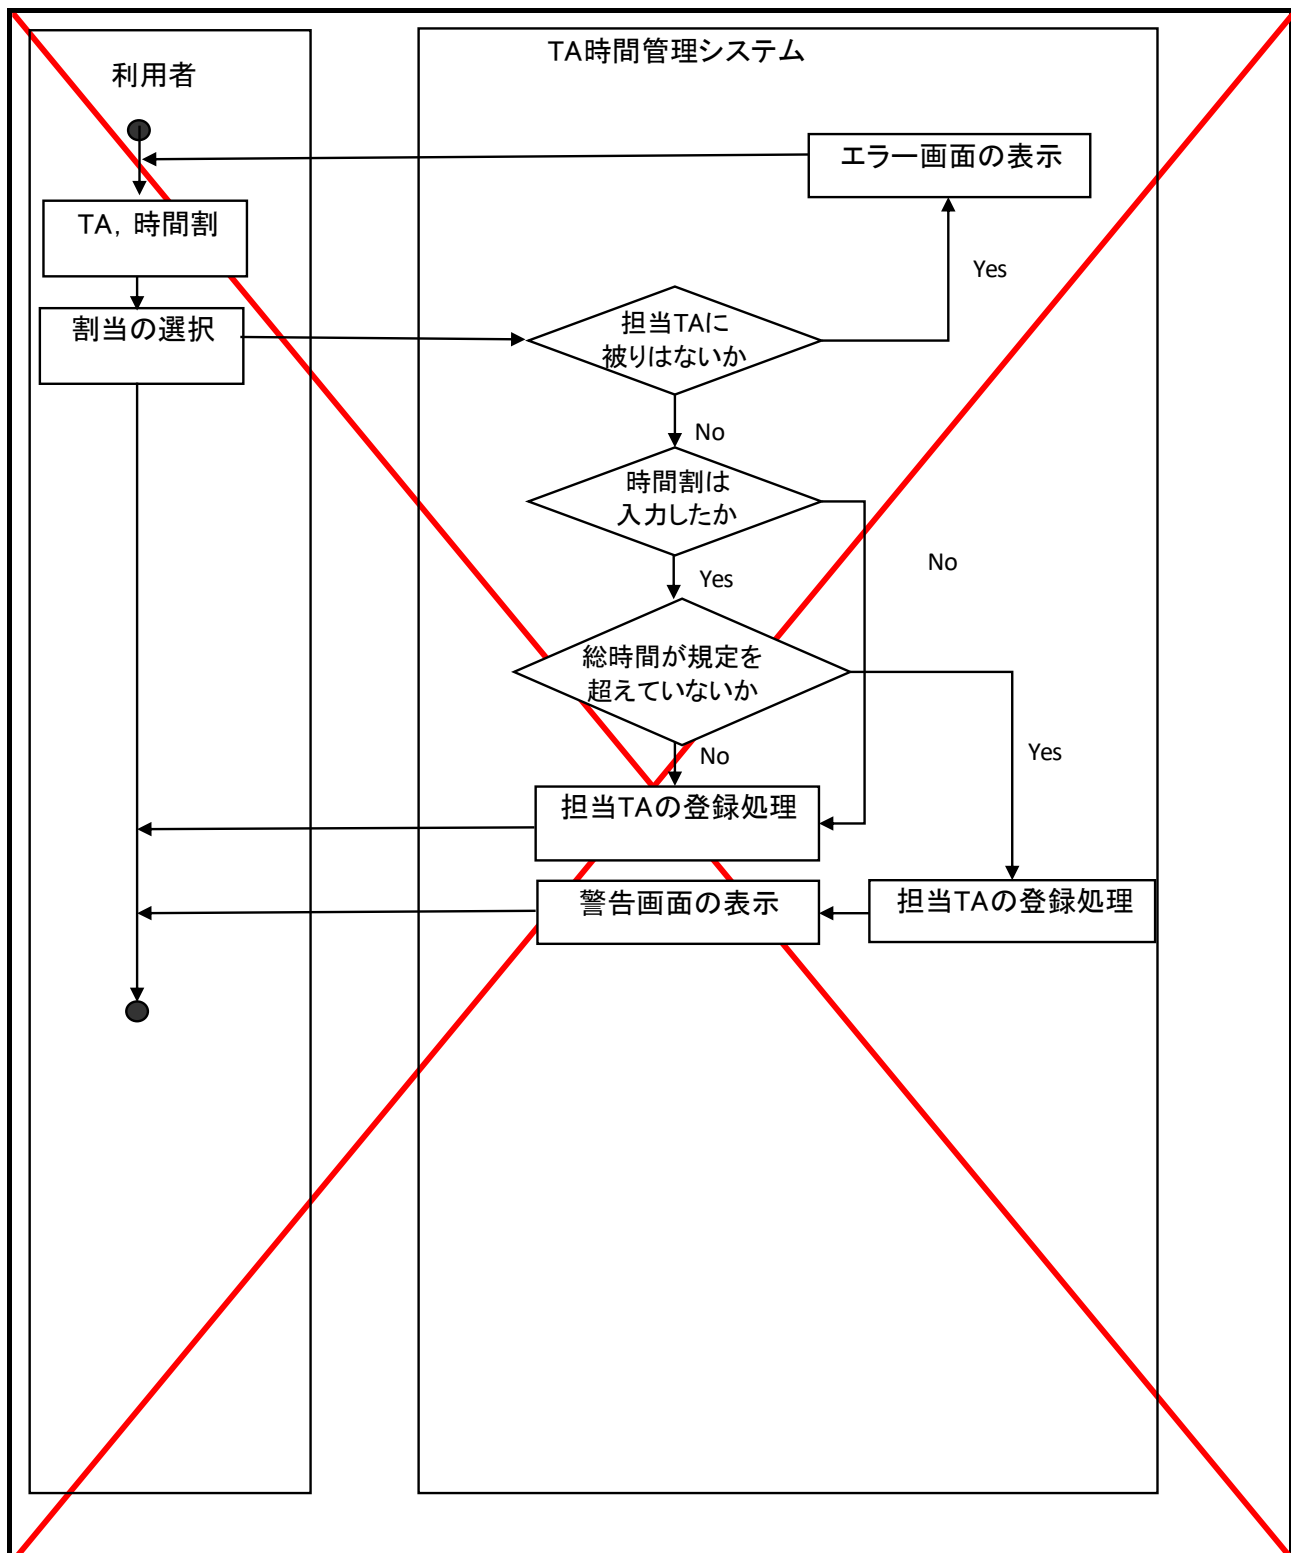 TA時間管理システム
利用者
エラー画面の表示
TA，時間割
Yes
割当の選択
担当TAに
被りはないか
No
時間割は
入力したか
No
Yes
総時間が規定を
超えていないか
No
Yes
担当TAの登録処理
警告画面の表示
担当TAの登録処理